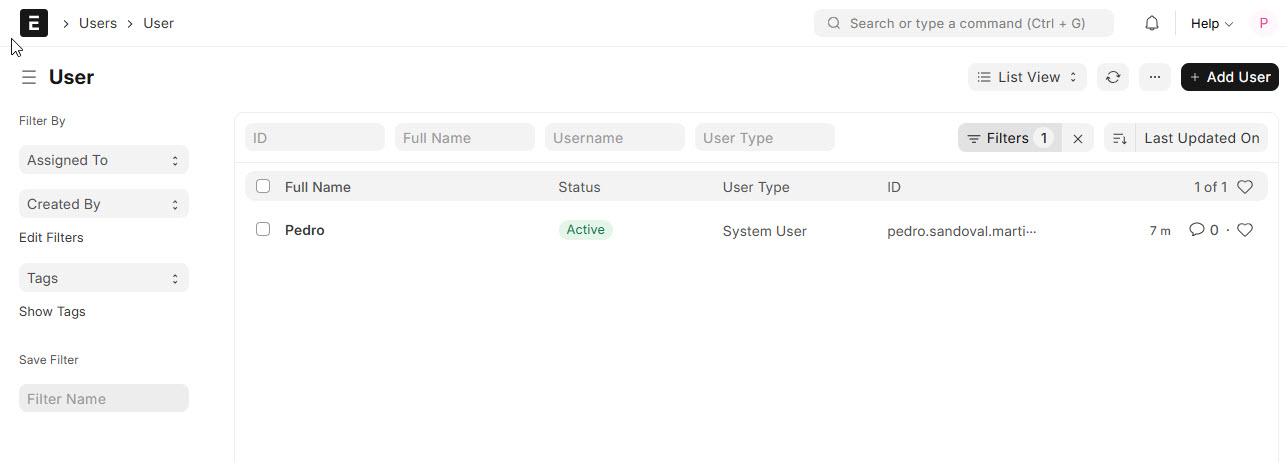 E Users User Search or type a command (Ctrl + G) Help P
User List View ··· + Add User
Filter By
Assigned To
Created By
Edit Filters
Tags
Show Tags
Save Filter
Filter Name
ID Full Name Username User Type Filters 1 Last Updated On
Full Name Status User Type ID 1 of 1
Pedro Active System User pedro.sandoval.marti··· 7 m 0 ·